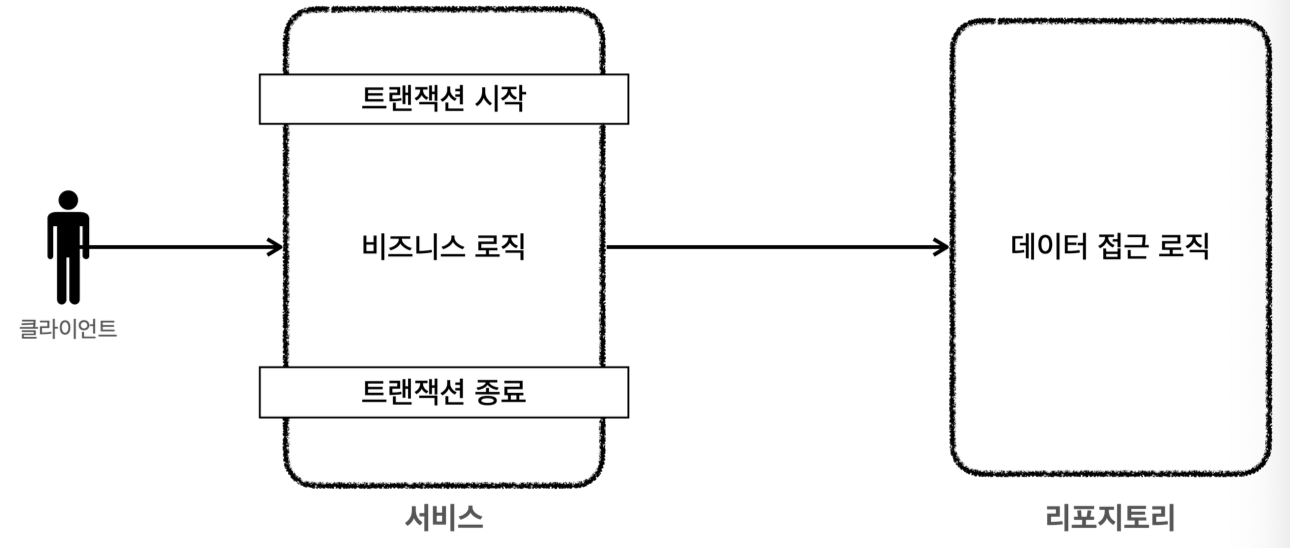 트랜잭션 시작
비즈니스 로직
데이터 접근 로직
클라이언트
트랜잭션 종료
서비스
리포지토리